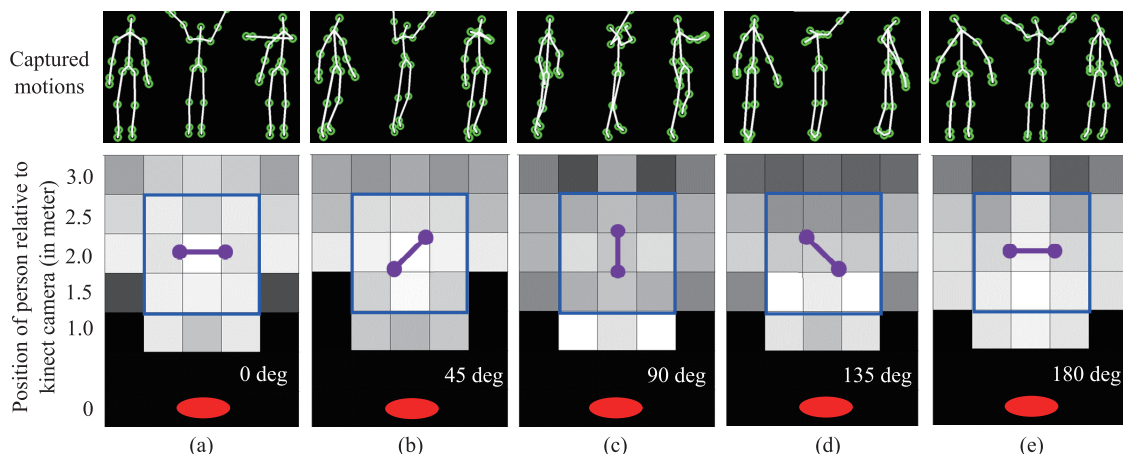 Captured
motions
Position of person relative to
kinect camera (in meter)
3.0
2.5
2.0
1.5
1.0
0
0 deg
45 deg
90 deg
135 deg
180 deg
(a)
(b)
(c)
(d)
(e)